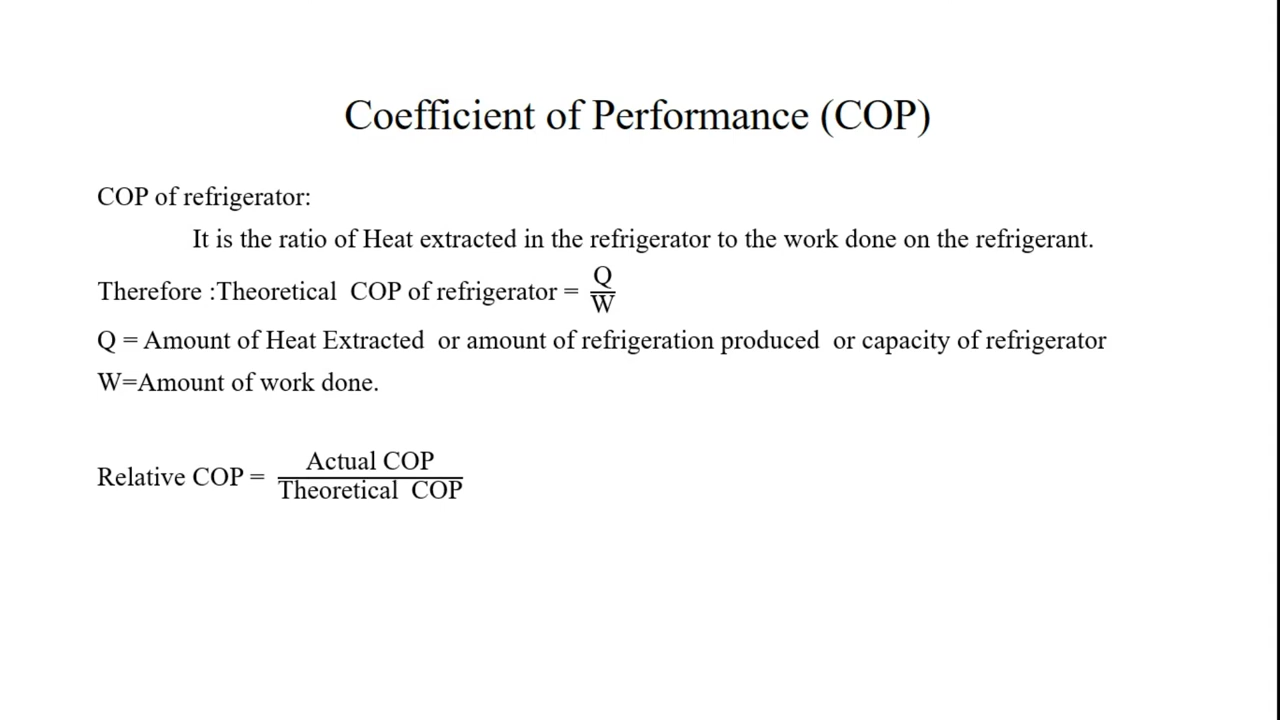 Coefficient of Performance (COP)
COP of refrigerator:
It is the ratio of Heat extracted in the refrigerator to the work done on the refrigerant.
Therefore :Theoretical  COP of refrigerator = Q/W
Q = Amount of Heat Extracted  or amount of refrigeration produced  or capacity of refrigerator
W=Amount of work done.
Relative COP = Actual COP/Theoretical  COP